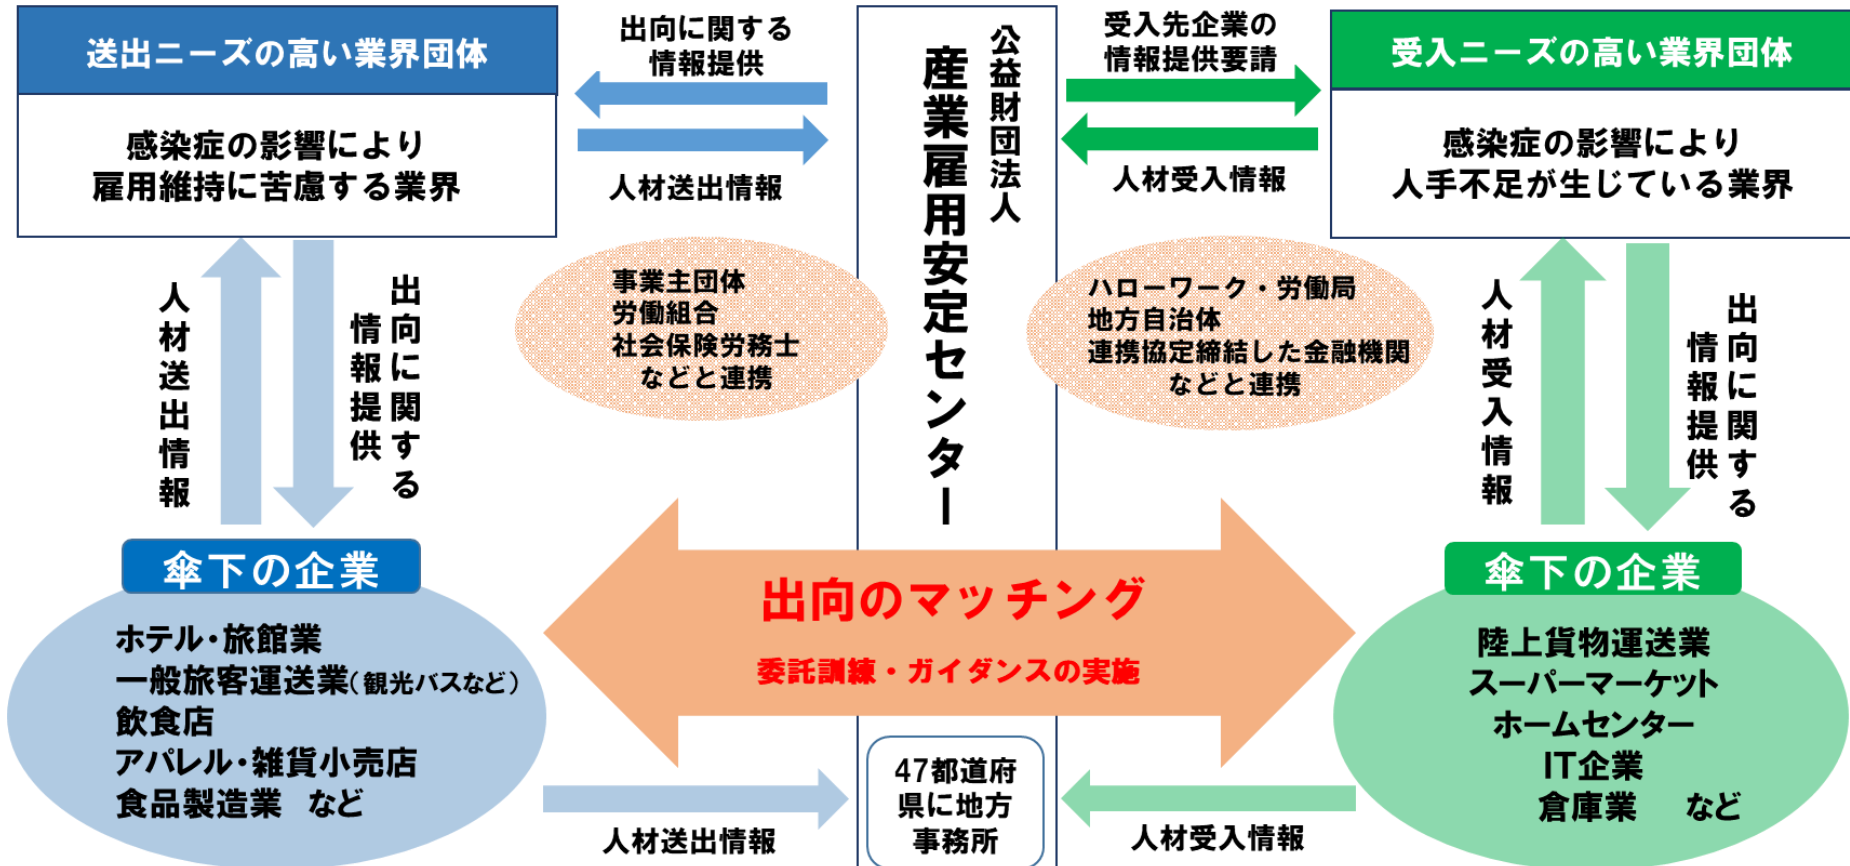 送出ニーズの高い業界団体
感染症の影響により
雇用維持に苦慮する業界
出向に関する
情報提供
人材送出情報
公益財団法人
産業雇用安定センター
受入先企業の
情報提供要請
人材受入情報
受入ニーズの高い業界団体
感染症の影響により
人手不足が生じている業界
人材送出情報
出向に関する
情報提供
事業主団体
労働組合
社会保険労務士
などと連携
ハローワーク・労働局
地方自治体
連携協定締結した金融機関
などと連携
人材受入情報
出向に関する
情報提供
傘下の企業
ホテル・旅館業
一般旅客運送業(観光バスなど)
飲食店
アパレル・雑貨小売店
食品製造業 など
出向のマッチング
委託訓練・ガイダンスの実施
傘下の企業
陸上貨物運送業
スーパーマーケット
ホームセンター
IT企業
倉庫業 など
人材送出情報
47都道府
県に地方
事務所
人材受入情報